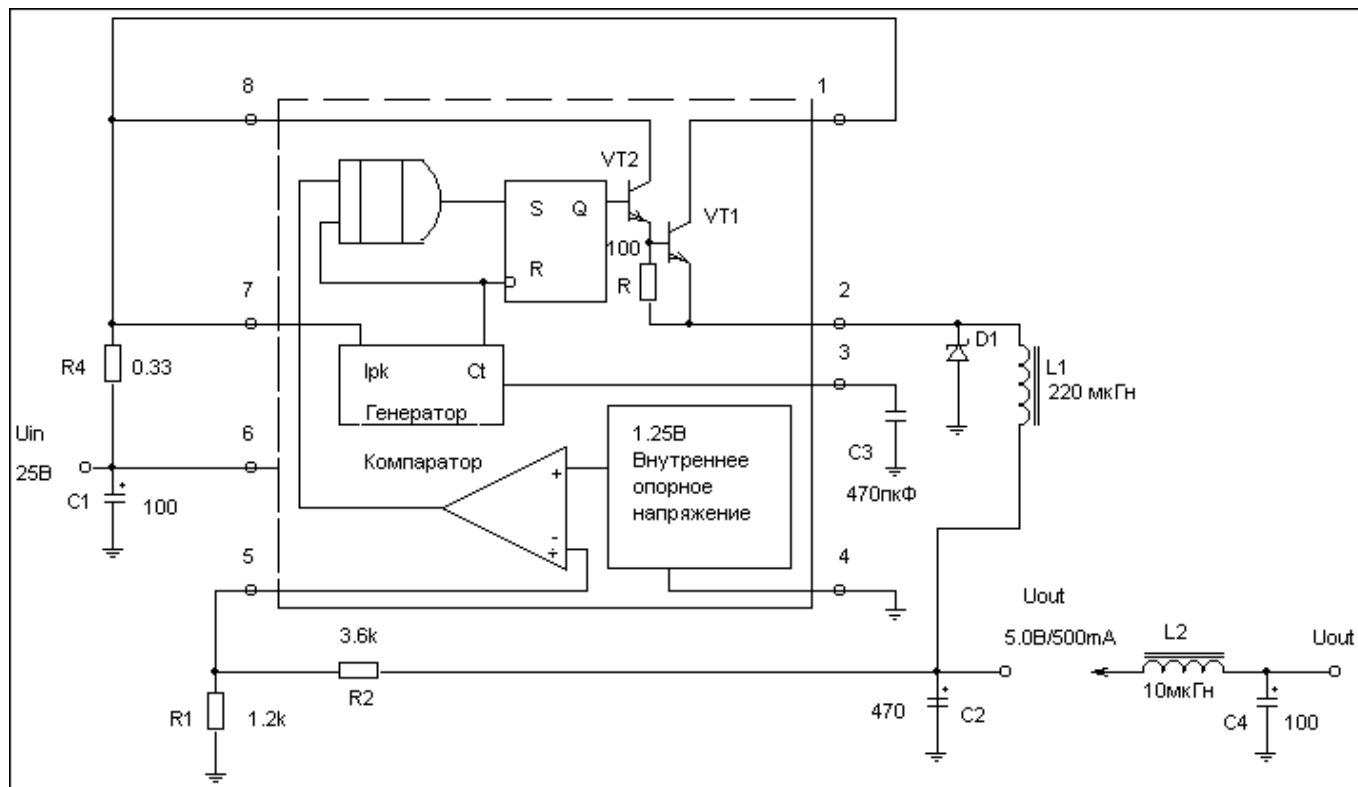 8
1
VT2
VT1
S
Q
100
R
R
7
2
D1
3
R4
0.33
Ipk
Ct
Генератор
L1
220 мкГн
Uin
25В
6
Компаратор
+
1.25В
Внутреннее
опорное
напряжение
C3
470пкФ
C1
+
100
-
+
5
4
Uout
5.0В/500mA
L2
Uout
3.6k
R2
10мкГн
R1
1.2k
470
+
C2
C4
+
100